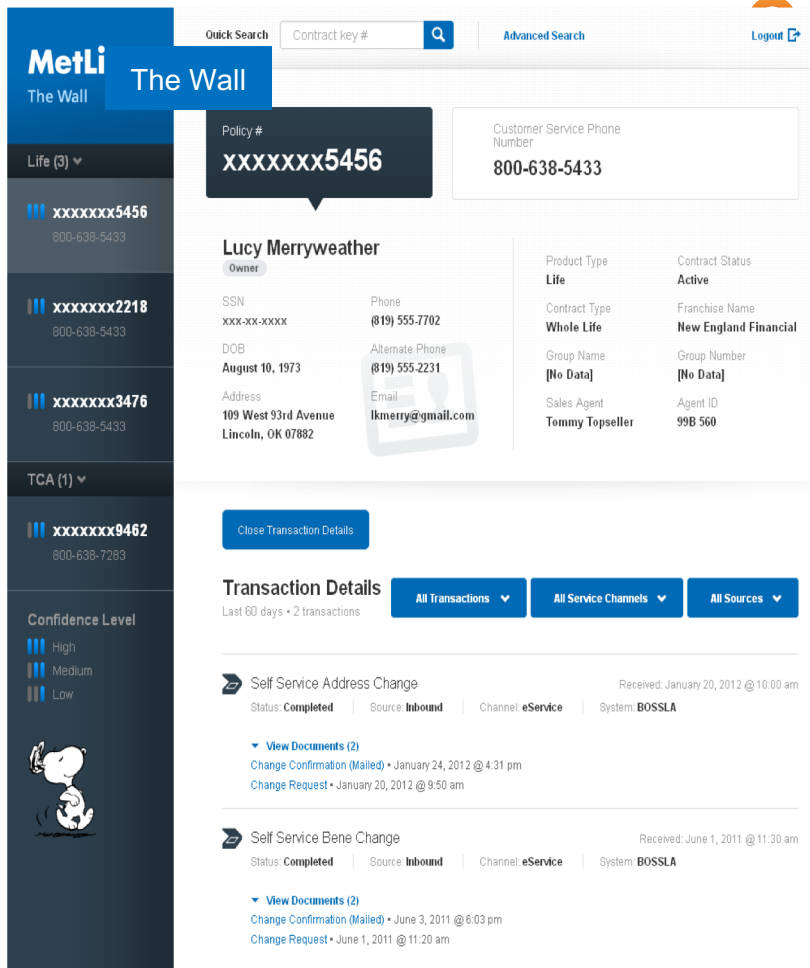 Quick Search
Contract key #
Advanced Search
Logout
MetLi
The Wall
The Wall
Policy #
xxxxxxx5456
Customer Service Phone
Number
800-638-5433
Life (3)
xxxxxxx5456
800-638-5433
xxxxxxx2218
800-638-5433
xxxxxxx3476
800-638-5433
TCA (1)
xxxxxxx9462
800-638-7283
Confidence Level
High
Medium
Low
Lucy Merryweather
Owner
SSN
xxx-xx-xxxx
Phone
(819) 555-7702
DOB
August 10, 1973
Alternate Phone
(819) 555-2231
Address
109 West 93rd Avenue
Lincoln, OK 07882
Email
lkmerry@gmail.com
Product Type
Life
Contract Status
Active
Contract Type
Whole Life
Franchise Name
New England Financial
Group Name
[No Data]
Group Number
[No Data]
Sales Agent
Tommy Topseller
Agent ID
99B 560
Close Transaction Details
Transaction Details
Last 60 days • 2 transactions
All Transactions
All Service Channels
All Sources
Self Service Address Change
Received: January 20, 2012 @ 10:00 am
Status: Completed Source: Inbound Channel: eService System: BOSSLA
View Documents (2)
Change Confirmation (Mailed) • January 24, 2012 @ 4:31 pm
Change Request • January 20, 2012 @ 9:50 am
Self Service Bene Change
Received: June 1, 2011 @ 11:30 am
Status: Completed Source: Inbound Channel: eService System: BOSSLA
View Documents (2)
Change Confirmation (Mailed) • June 3, 2011 @ 6:03 pm
Change Request • June 1, 2011 @ 11:20 am